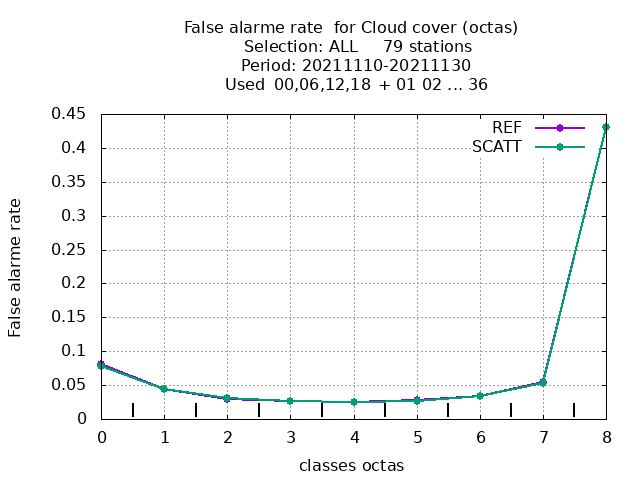 False alarme rate  for Cloud cover (octas)
Selection: ALL     79 stations
Period: 20211110-20211130
Used  00,06,12,18  + 01 02 ... 36
REF
SCATT
0.45
0.4
0.35
0.3
0.25
0.2
0.15
0.1
0.05
0
False alarme rate
0 1 2 3 4 5 6 7 8
classes octas